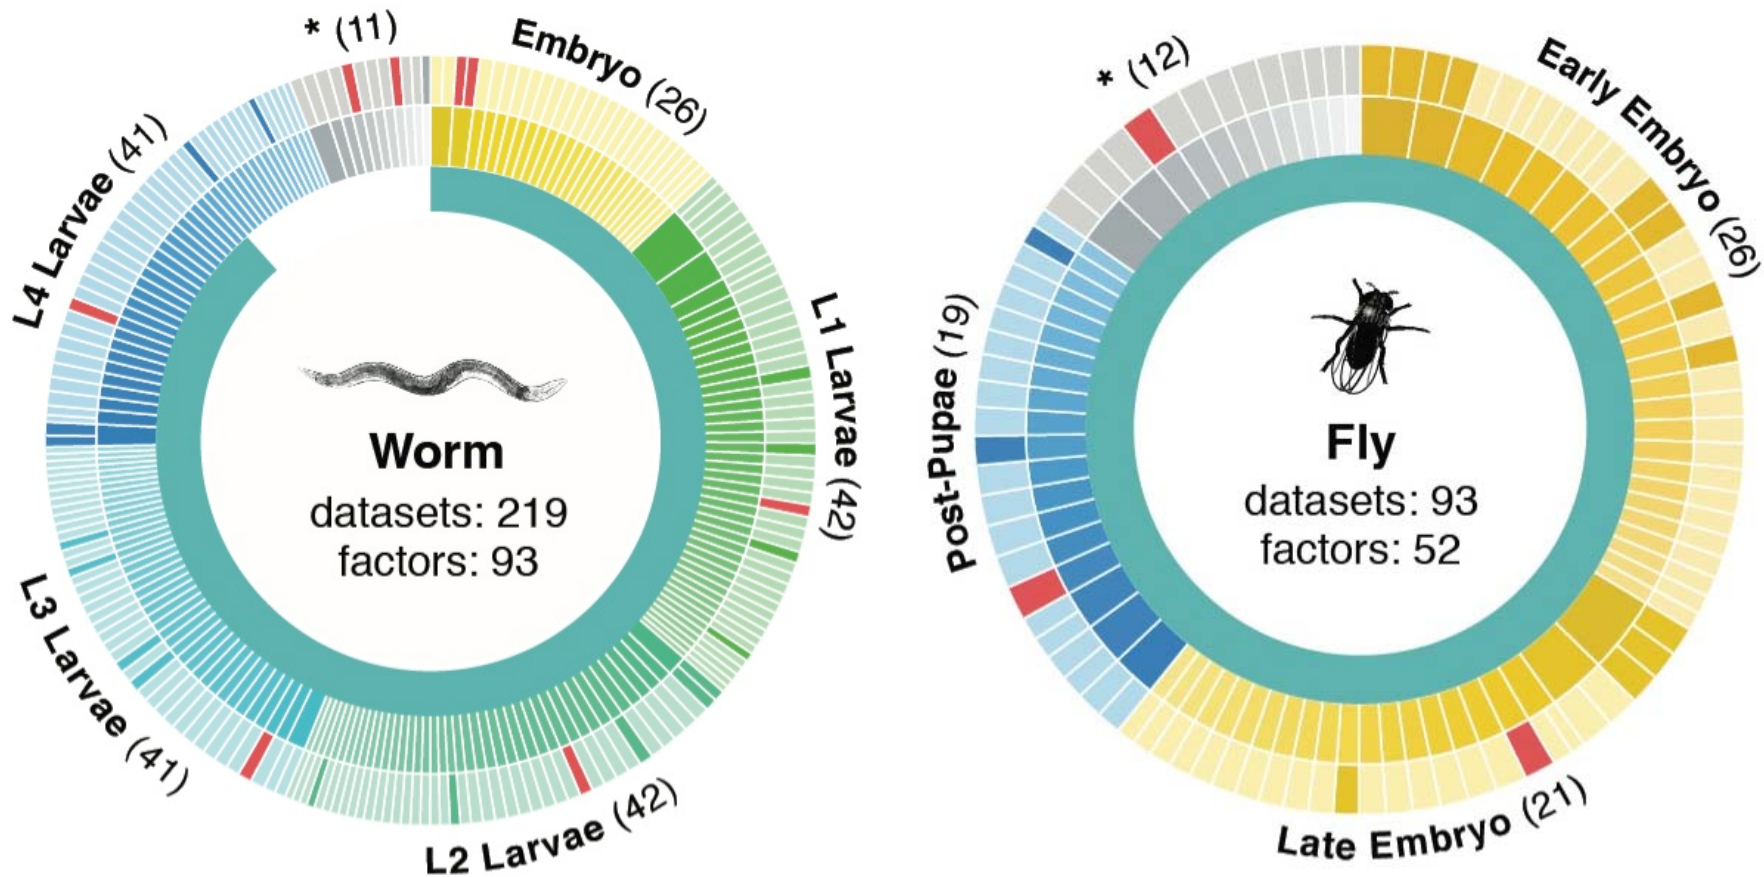 * (11)
Embryo (26)
L1 Larvae (42)
L2 Larvae (42)
L3 Larvae (41)
L4 Larvae (41)
Worm
datasets: 219
factors: 93
* (12)
Early Embryo (26)
Late Embryo (21)
Post-Pupae (19)
Fly
datasets: 93
factors: 52